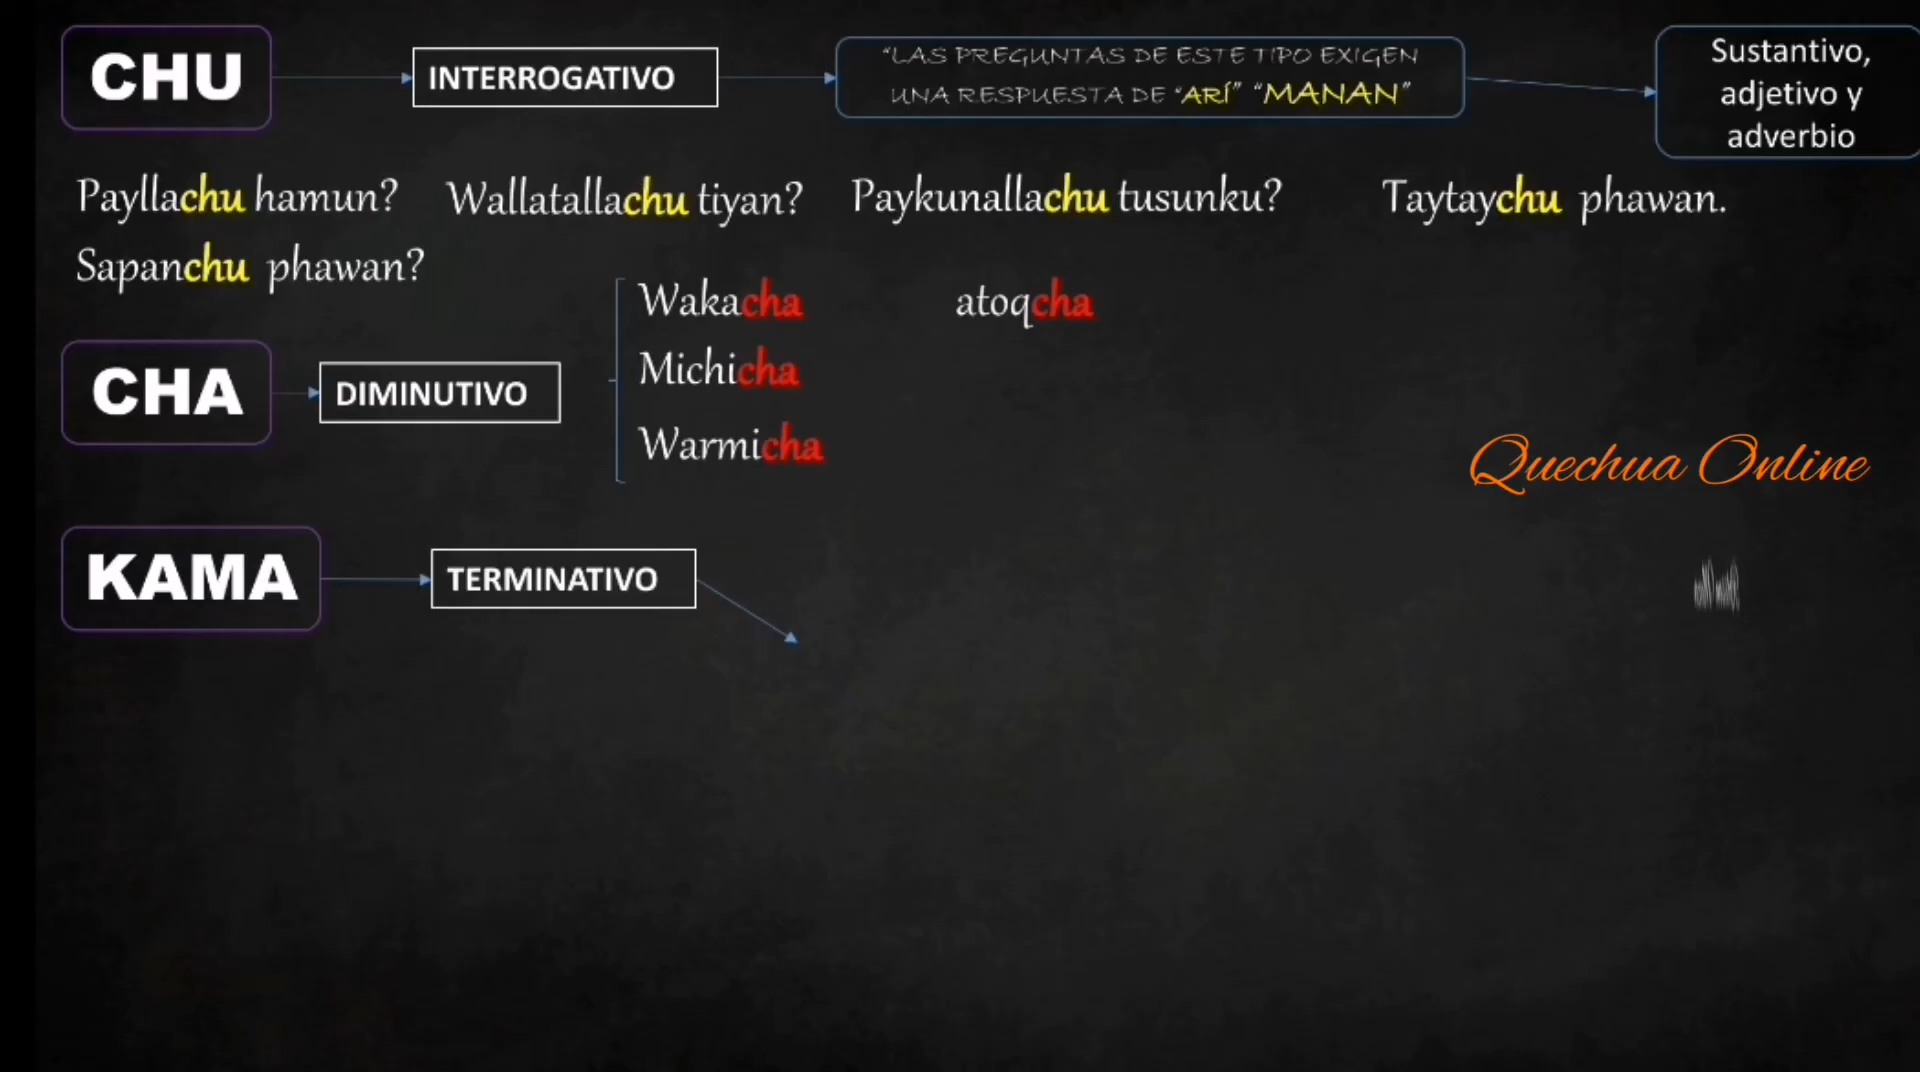 CHU
INTERROGATIVO
"LAS PREGUNTAS DE ESTE TIPO EXIGEN
UNA RESPUESTA DE "ARÍ" "MANAN"
Sustantivo,
adjetivo y
adverbio
Payllachu hamun?
Wallatallachu tiyan?
Paykunallachu tusunku?
Taytaychu phawan.
Sapanchu phawan?
CHA
DIMINUTIVO
Wakacha
atoqcha
Michicha
Warmicha
Quechua Online
KAMA
TERMINATIVO